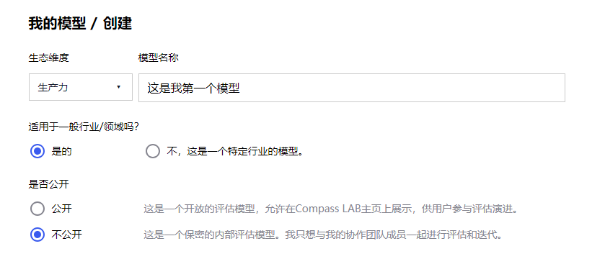 我的模型 / 创建
生态维度 模型名称
生产力 这是我第一个模型
适用于一般行业/领域吗?
是的 不，这是一个特定行业的模型。
是否公开
公开 这是一个开放的评估模型，允许在Compass LAB主页上展示，供用户参与评估演进。
不公开 这是一个保密的内部评估模型。我只想与我的协作团队成员一起进行评估和迭代。